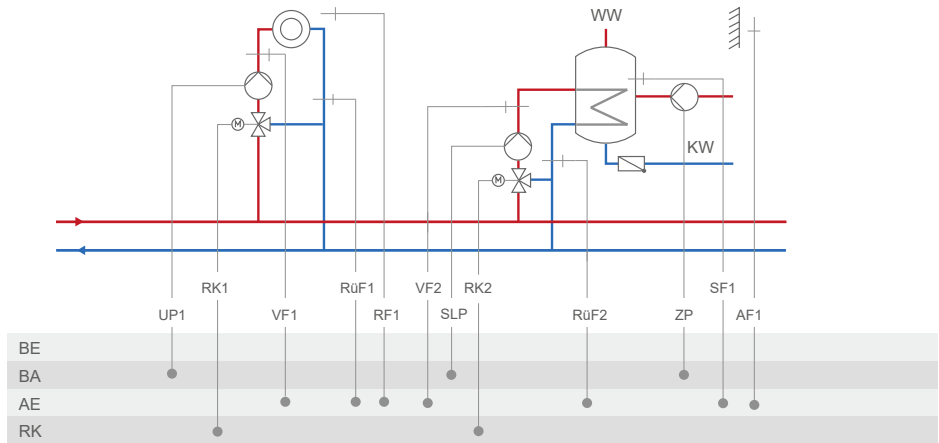 WW
M
KW
M
RK1 RüF1 VF2 RK2 SF1
UP1 VF1 RF1 SLP RüF2 ZP AF1
BE
BA
AE
RK